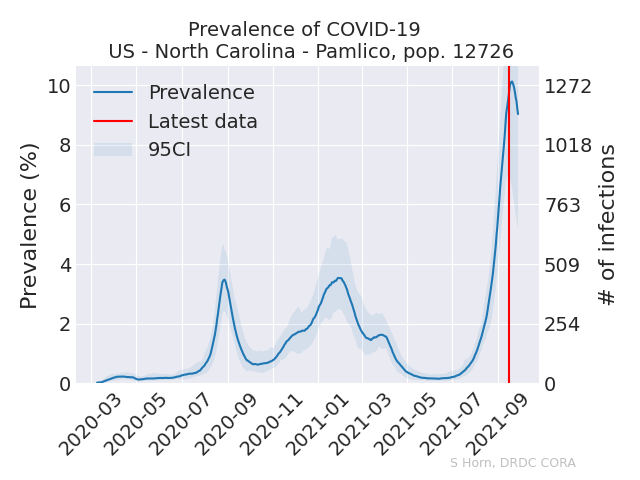 Prevalence of COVID-19
US - North Carolina - Pamlico, pop. 12726
Prevalence
Latest data
95CI
Prevalence (%)
10
8
6
4
2
0
1272
1018
763
509
254
0
# of infections
2020-03
2020-05
2020-07
2020-09
2020-11
2021-01
2021-03
2021-05
2021-07
2021-09
S Horn, DRDC CORA